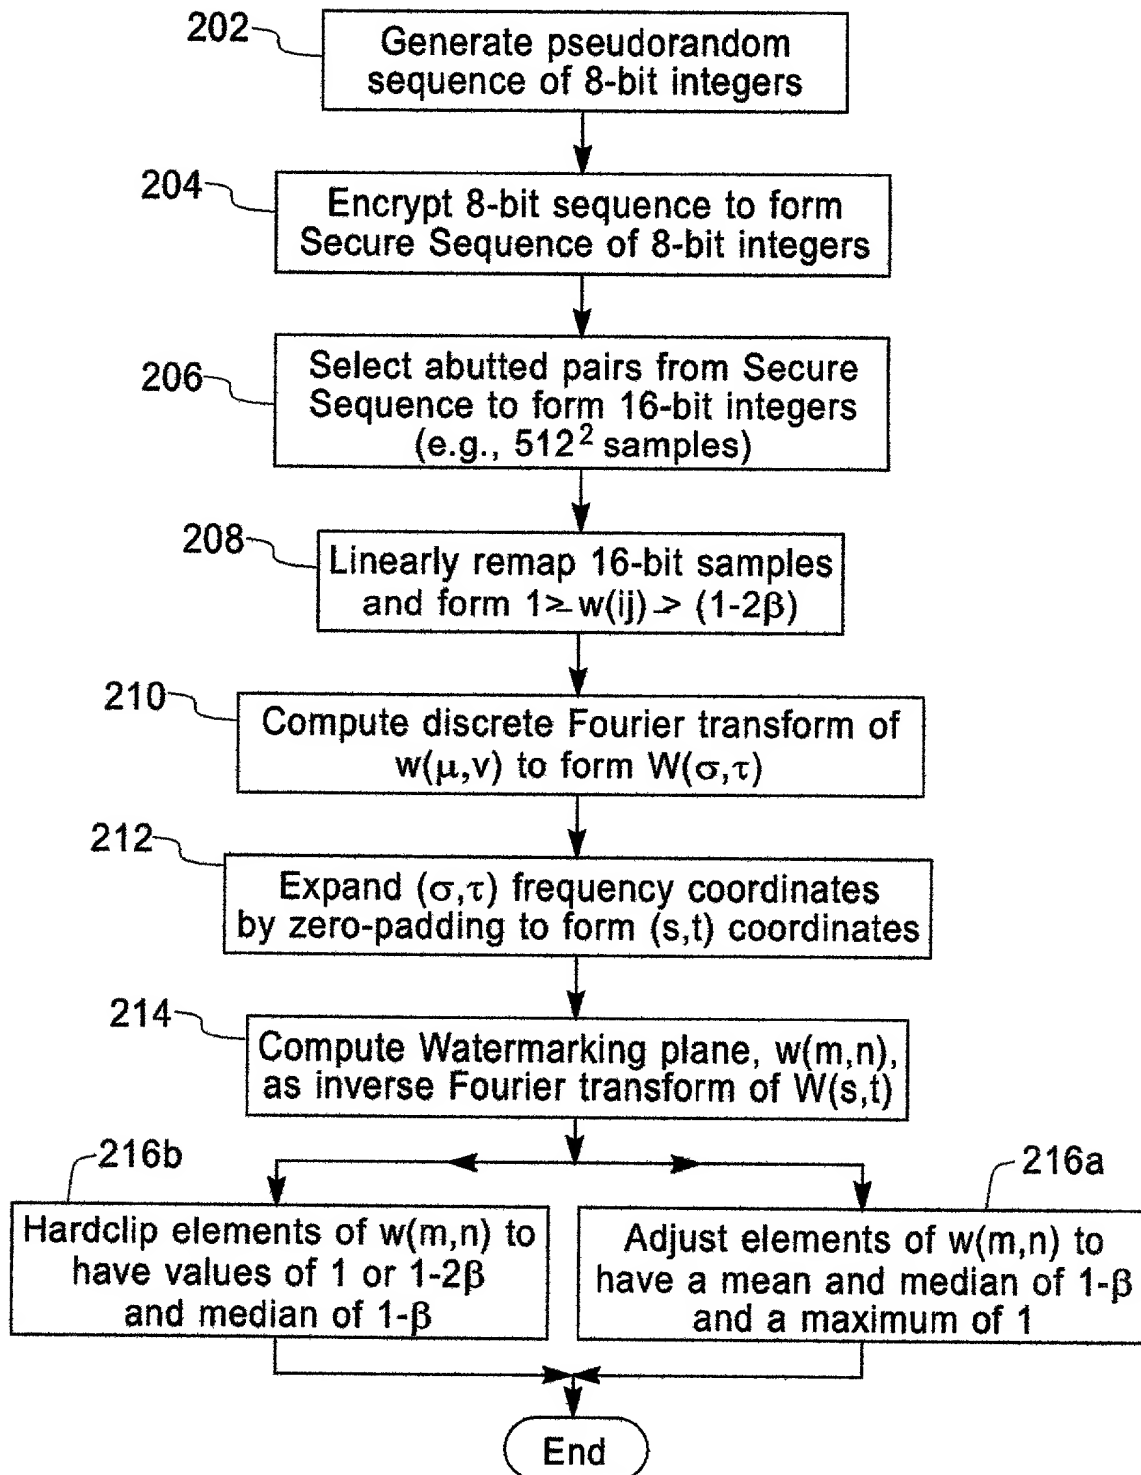 202
Generate pseudorandom
sequence of 8-bit integers
204
Encrypt 8-bit sequence to form
Secure Sequence of 8-bit integers
206
Select abutted pairs from Secure
Sequence to form 16-bit integers
(e.g., 512² samples)
208
Linearly remap 16-bit samples
and form 1≥w(ij)≥(1-2β)
210
Compute discrete Fourier transform of
w(μ,ν) to form W(σ,τ)
212
Expand (σ,τ) frequency coordinates
by zero-padding to form (s,t) coordinates
214
Compute Watermarking plane, w(m,n),
as inverse Fourier transform of W(s,t)
216b
Hardclip elements of w(m,n) to
have values of 1 or 1-2β
and median of 1-β
216a
Adjust elements of w(m,n) to
have a mean and median of 1-β
and a maximum of 1
End